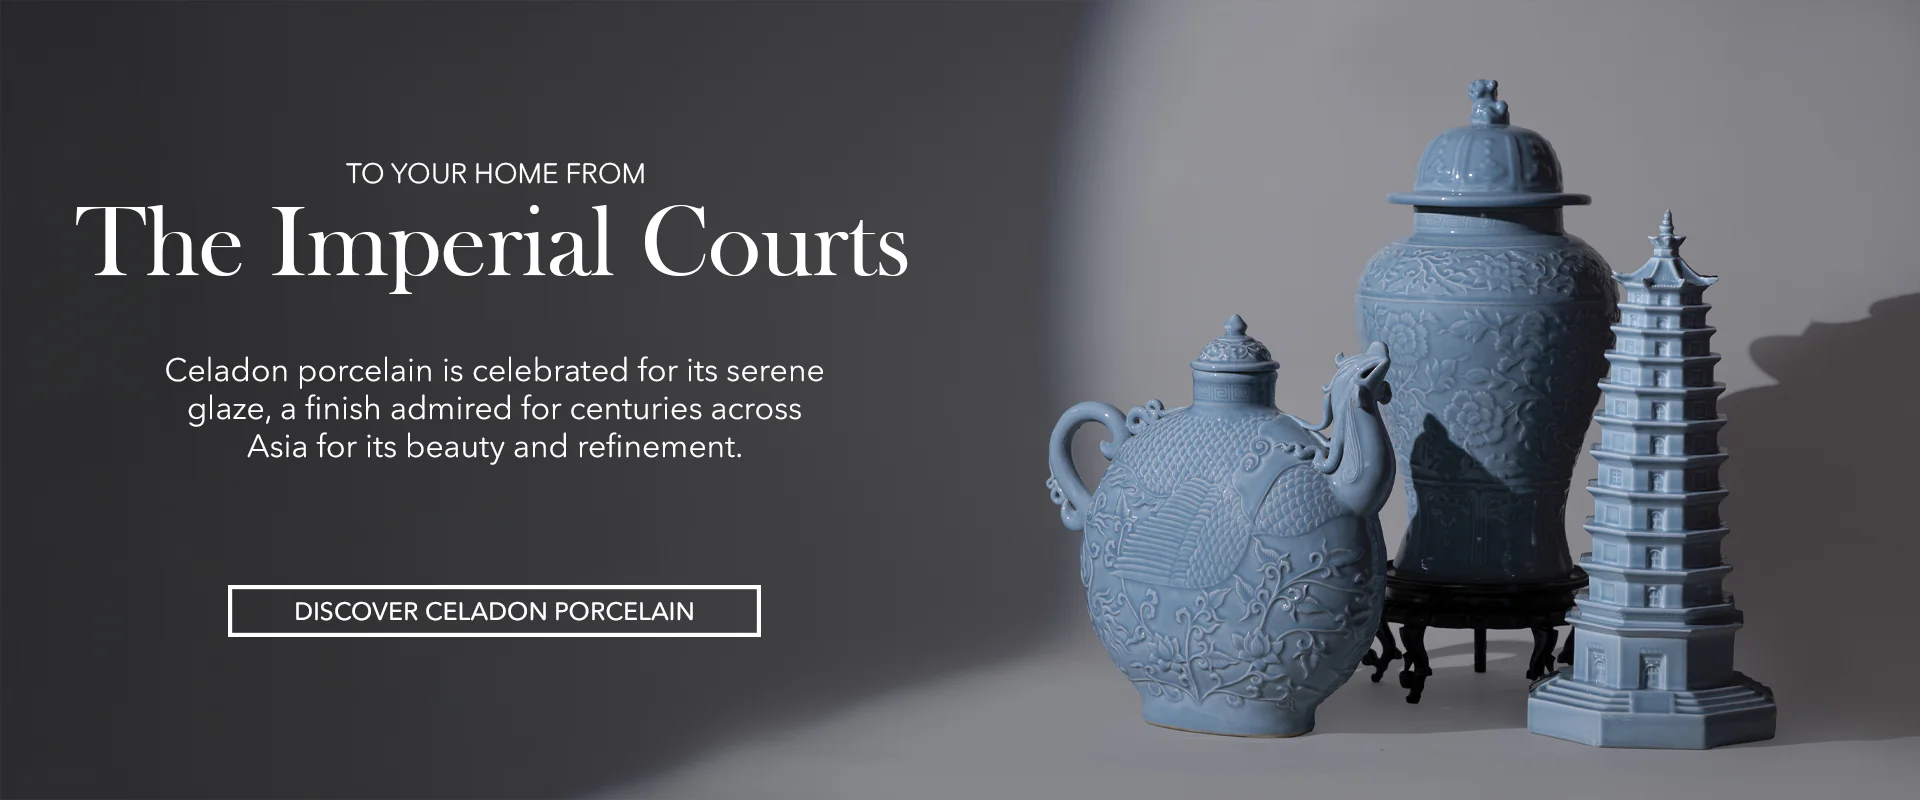 TO YOUR HOME FROM
The Imperial Courts
Celadon porcelain is celebrated for its serene
glaze, a finish admired for centuries across
Asia for its beauty and refinement.
DISCOVER CELADON PORCELAIN